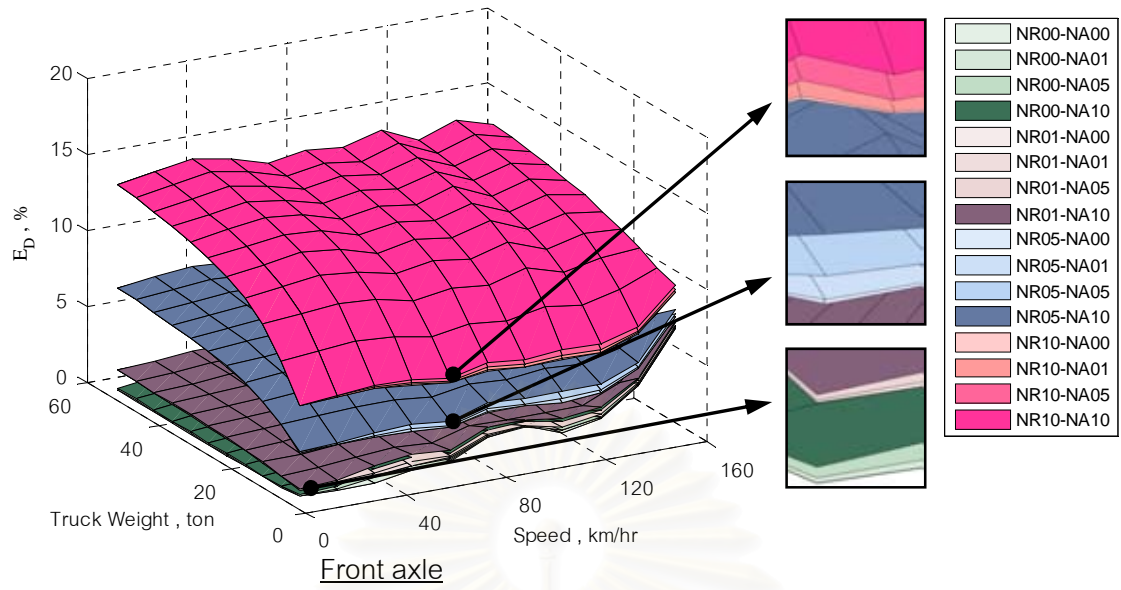 20
15
10
5
0
E_D , %
60
40
20
0
Truck Weight , ton
0
40
80
120
160
Speed , km/hr
Front axle
NR00-NA00
NR00-NA01
NR00-NA05
NR00-NA10
NR01-NA00
NR01-NA01
NR01-NA05
NR01-NA10
NR05-NA00
NR05-NA01
NR05-NA05
NR05-NA10
NR10-NA00
NR10-NA01
NR10-NA05
NR10-NA10